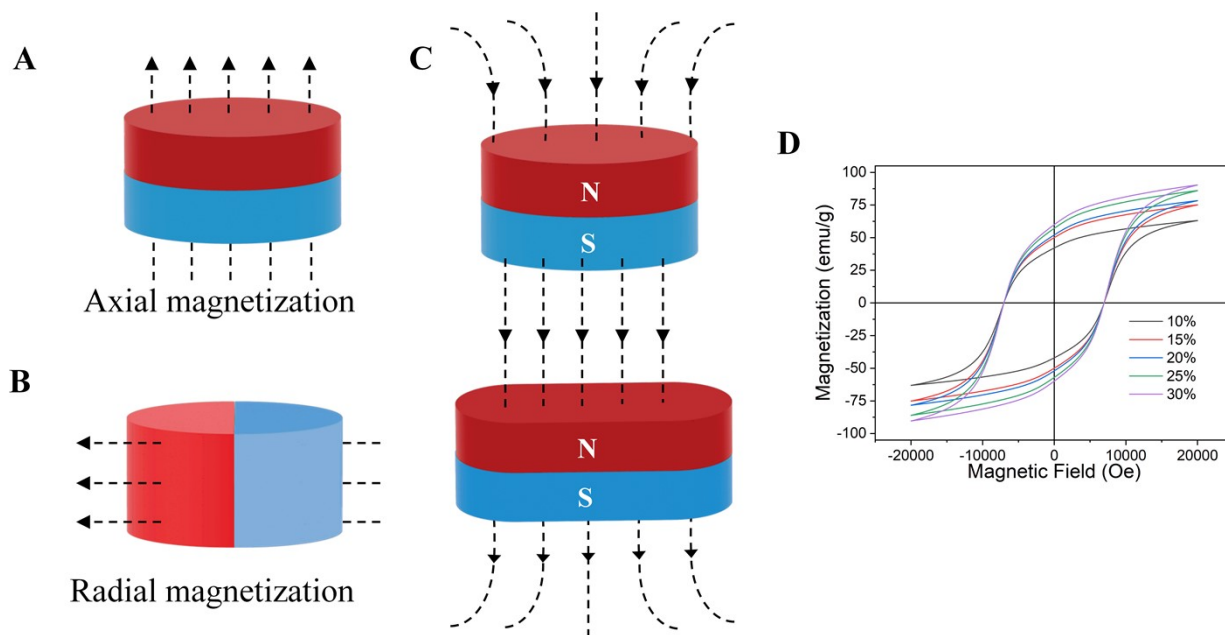 A
Axial magnetization
B
Radial magnetization
C
N
S
N
S
D
100
75
50
25
0
-25
-50
-75
-100
Magnetization (emu/g)
10%
15%
20%
25%
30%
-20000 -10000 0 10000 20000
Magnetic Field (Oe)